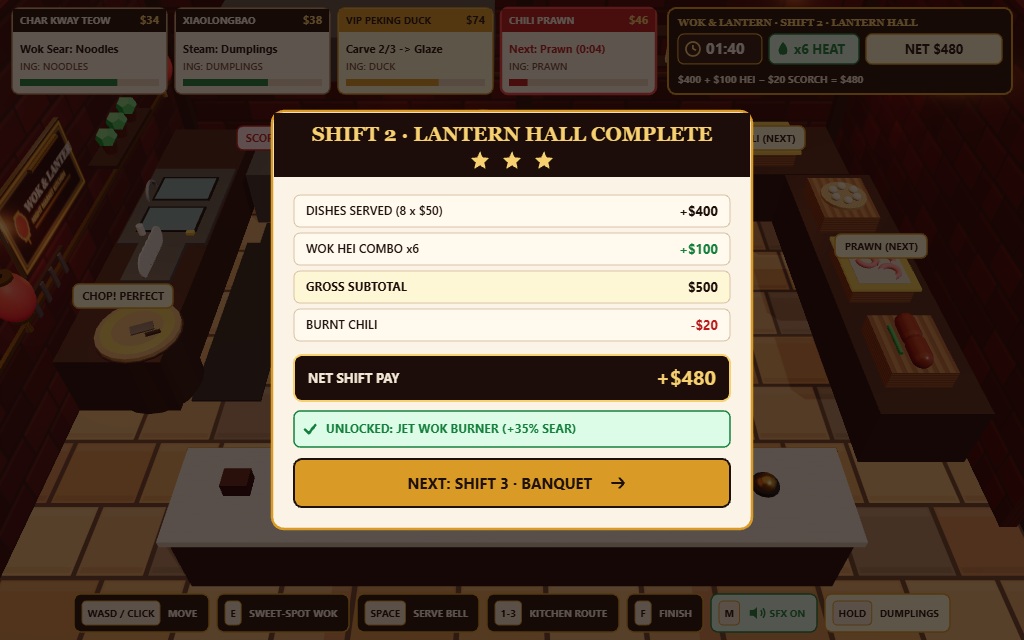 CHAR KWAY TEOW $34
Wok Sear: Noodles
ING: NOODLES
XIAOLONGBAO $38
Steam: Dumplings
ING: DUMPLINGS
VIP PEKING DUCK $74
Carve 2/3 -> Glaze
ING: DUCK
CHILI PRAWN $46
Next: Prawn (0:04)
ING: PRAWN
WOK & LANTERN · SHIFT 2 · LANTERN HALL
01:40
x6 HEAT
NET $480
$400 + $100 HEI − $20 SCORCH = $480
WOK & LANTERN
PRAWN (NEXT)
CHOP! PERFECT
SHIFT 2 · LANTERN HALL COMPLETE
DISHES SERVED (8 x $50) +$400
WOK HEI COMBO x6 +$100
GROSS SUBTOTAL $500
BURNT CHILI -$20
NET SHIFT PAY +$480
UNLOCKED: JET WOK BURNER (+35% SEAR)
NEXT: SHIFT 3 · BANQUET →
WASD / CLICK MOVE
E SWEET-SPOT WOK
SPACE SERVE BELL
1-3 KITCHEN ROUTE
F FINISH
M SFX ON
HOLD DUMPLINGS